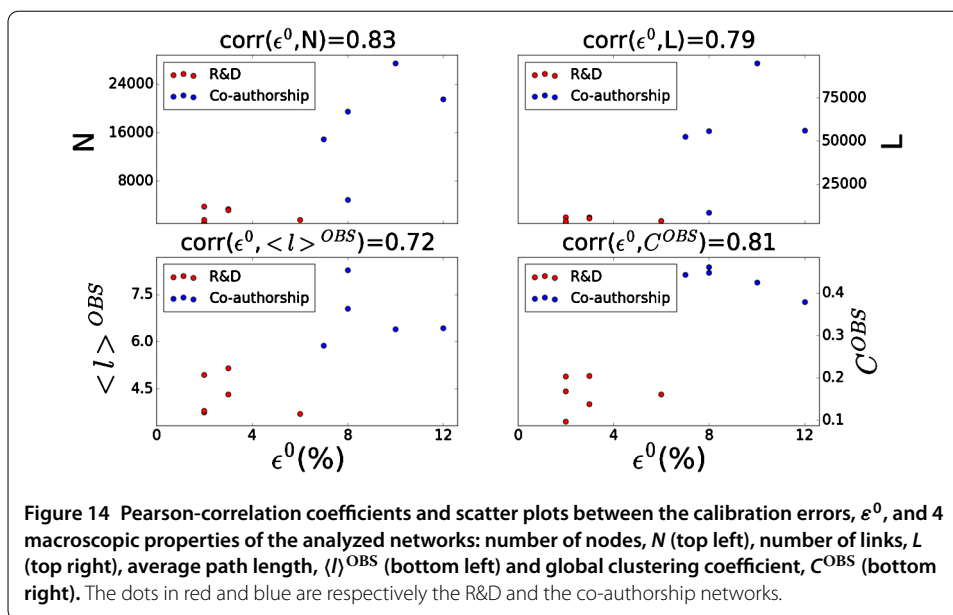 corr(ϵ⁰,N)=0.83
24000
16000
8000
N
R&D
Co-authorship
corr(ϵ⁰,L)=0.79
R&D
Co-authorship
75000
50000
25000
L
corr(ϵ⁰,<l>ᴼᴮˢ)=0.72
7.5
6.0
4.5
<l>ᴼᴮˢ
R&D
Co-authorship
0 4 8 12
ϵ⁰(%)
corr(ϵ⁰,Cᴼᴮˢ)=0.81
R&D
Co-authorship
0.4
0.3
0.2
0.1
Cᴼᴮˢ
0 4 8 12
ϵ⁰(%)
Figure 14 Pearson-correlation coefficients and scatter plots between the calibration errors, ε⁰, and 4
macroscopic properties of the analyzed networks: number of nodes, N (top left), number of links, L
(top right), average path length, ⟨l⟩ᴼᴮˢ (bottom left) and global clustering coefficient, Cᴼᴮˢ (bottom
right). The dots in red and blue are respectively the R&D and the co-authorship networks.